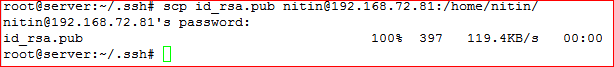 root@server:~/.ssh# scp id_rsa.pub nitin@192.168.72.81:/home/nitin/
nitin@192.168.72.81's password:
id_rsa.pub 100% 397 119.4KB/s 00:00
root@server:~/.ssh#